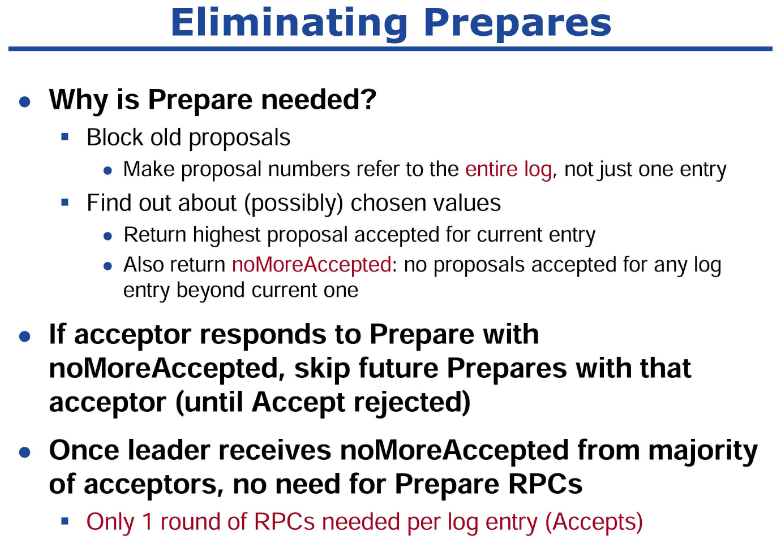 Eliminating Prepares
Why is Prepare needed?
Block old proposals
Make proposal numbers refer to the entire log, not just one entry
Find out about (possibly) chosen values
Return highest proposal accepted for current entry
Also return noMoreAccepted: no proposals accepted for any log
entry beyond current one
If acceptor responds to Prepare with
noMoreAccepted, skip future Prepares with that
acceptor (until Accept rejected)
Once leader receives noMoreAccepted from majority
of acceptors, no need for Prepare RPCs
Only 1 round of RPCs needed per log entry (Accepts)